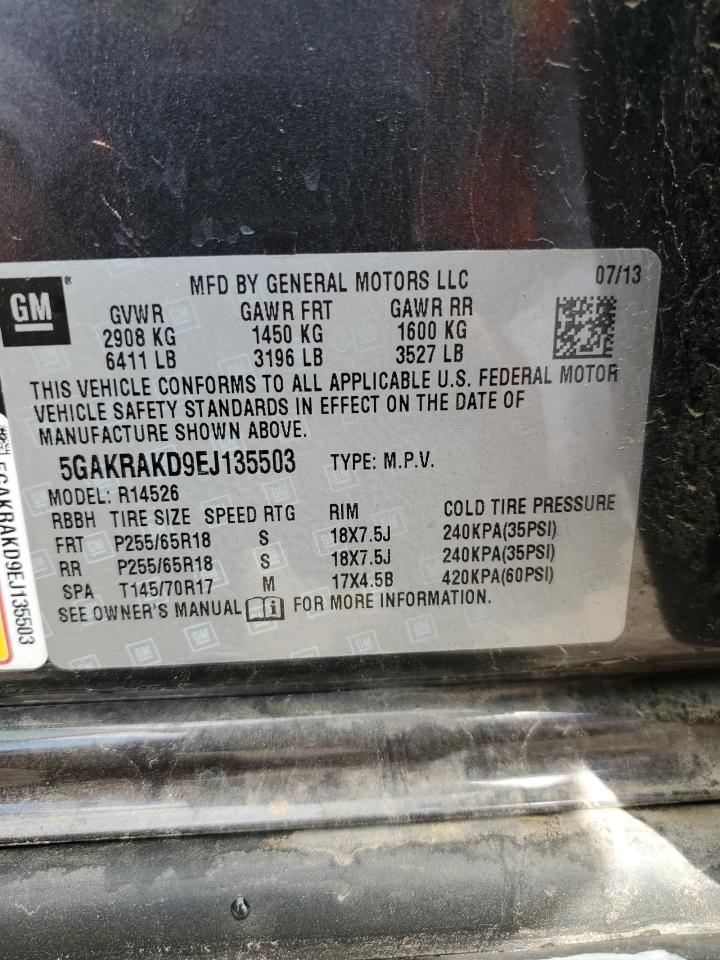 GM
MFD BY GENERAL MOTORS LLC 07/13
GVWR GAWR FRT GAWR RR
2908 KG 1450 KG 1600 KG
6411 LB 3196 LB 3527 LB
THIS VEHICLE CONFORMS TO ALL APPLICABLE U.S. FEDERAL MOTOR
VEHICLE SAFETY STANDARDS IN EFFECT ON THE DATE OF
MANUFACTURE SHOWN ABOVE.
5GAKRAKD9EJ135503 TYPE: M.P.V.
MODEL: R14526
RBBH TIRE SIZE SPEED RTG RIM COLD TIRE PRESSURE
FRT P255/65R18 S 18X7.5J 240KPA(35PSI)
RR P255/65R18 S 18X7.5J 240KPA(35PSI)
SPA T145/70R17 M 17X4.5B 420KPA(60PSI)
SEE OWNER'S MANUAL FOR MORE INFORMATION.
5GAKRAKD9EJ135503